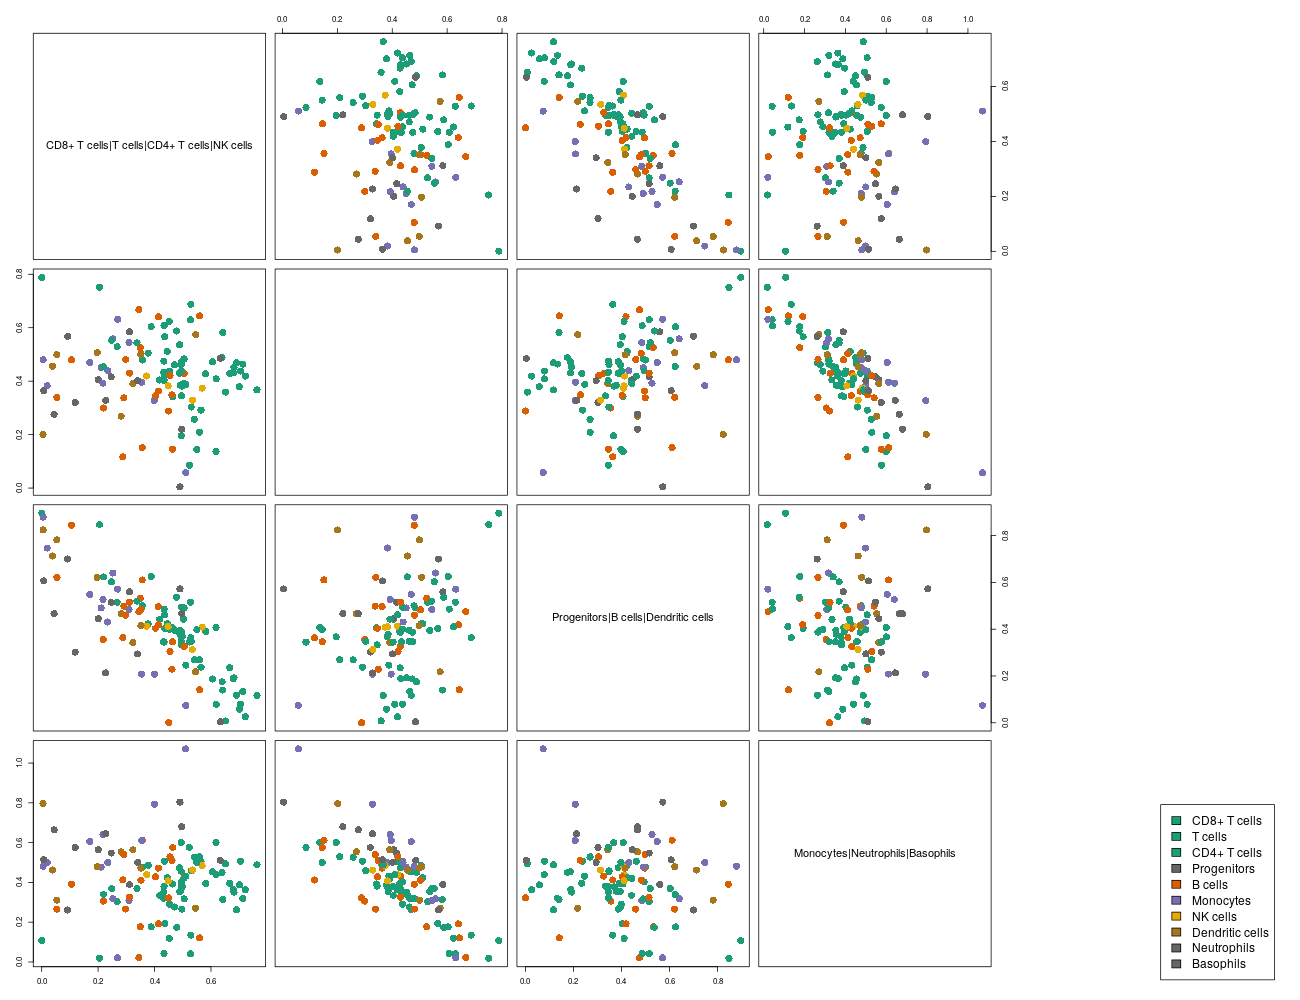 0.0 0.2 0.4 0.6 0.8
0.0 0.2 0.4 0.6 0.8 1.0
CD8+ T cells|T cells|CD4+ T cells|NK cells
0.0 0.2 0.4 0.6
0.0 0.2 0.4 0.6 0.8
Progenitors|B cells|Dendritic cells
0.0 0.2 0.4 0.6 0.8
0.0 0.2 0.4 0.6 0.8 1.0
Monocytes|Neutrophils|Basophils
0.0 0.2 0.4 0.6
0.0 0.2 0.4 0.6 0.8
CD8+ T cells
T cells
CD4+ T cells
Progenitors
B cells
Monocytes
NK cells
Dendritic cells
Neutrophils
Basophils